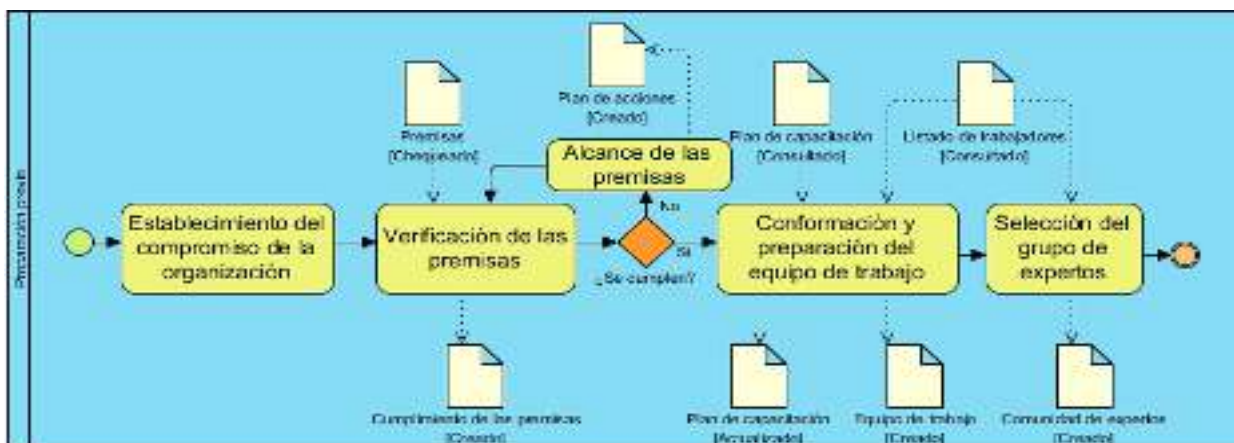 Preparación previa
Plan de acciones
[Creado]
Premisas
[Chequeado]
Plan de capacitación
[Consultado]
Listado de trabajadores
[Consultado]
Alcance de las
premisas
Establecimiento del
compromiso de la
organización
Verificación de las
premisas
No
Si
¿Se cumplen?
Conformación y
preparación del
equipo de trabajo
Selección del
grupo de
expertos
Cumplimiento de las premisas
[Creado]
Plan de capacitación
[Actualizado]
Equipo de trabajo
[Creado]
Comunidad de expertos
[Creado]